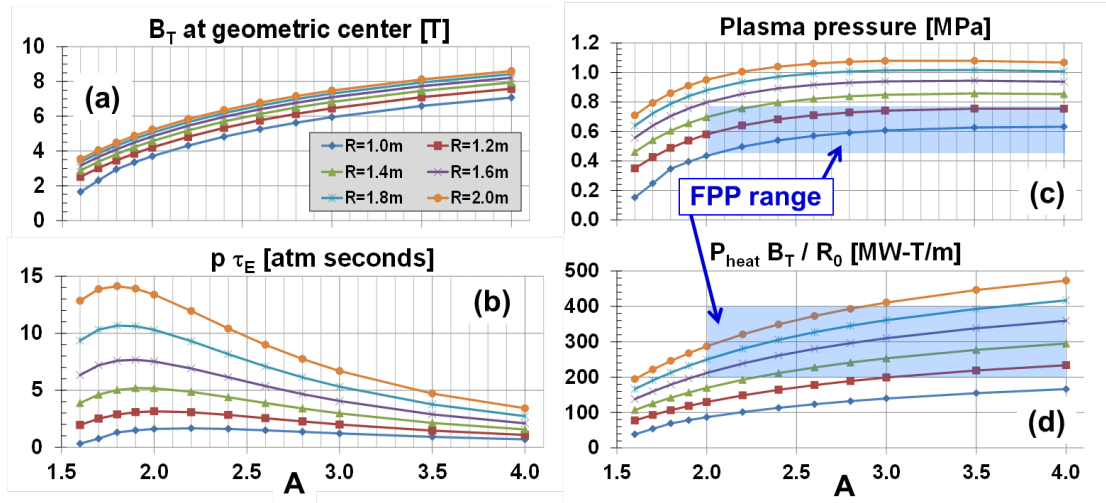 B_T at geometric center [T]
10
8
6
4
2
0
(a)
R=1.0m R=1.2m
R=1.4m R=1.6m
R=1.8m R=2.0m
Plasma pressure [MPa]
1.2
1.0
0.8
0.6
0.4
0.2
0.0
(c)
FPP range
p τ_E [atm seconds]
15
10
5
0
(b)
1.5 2.0 2.5 3.0 3.5 4.0
A
P_heat B_T / R_0 [MW-T/m]
500
400
300
200
100
0
(d)
1.5 2.0 2.5 3.0 3.5 4.0
A